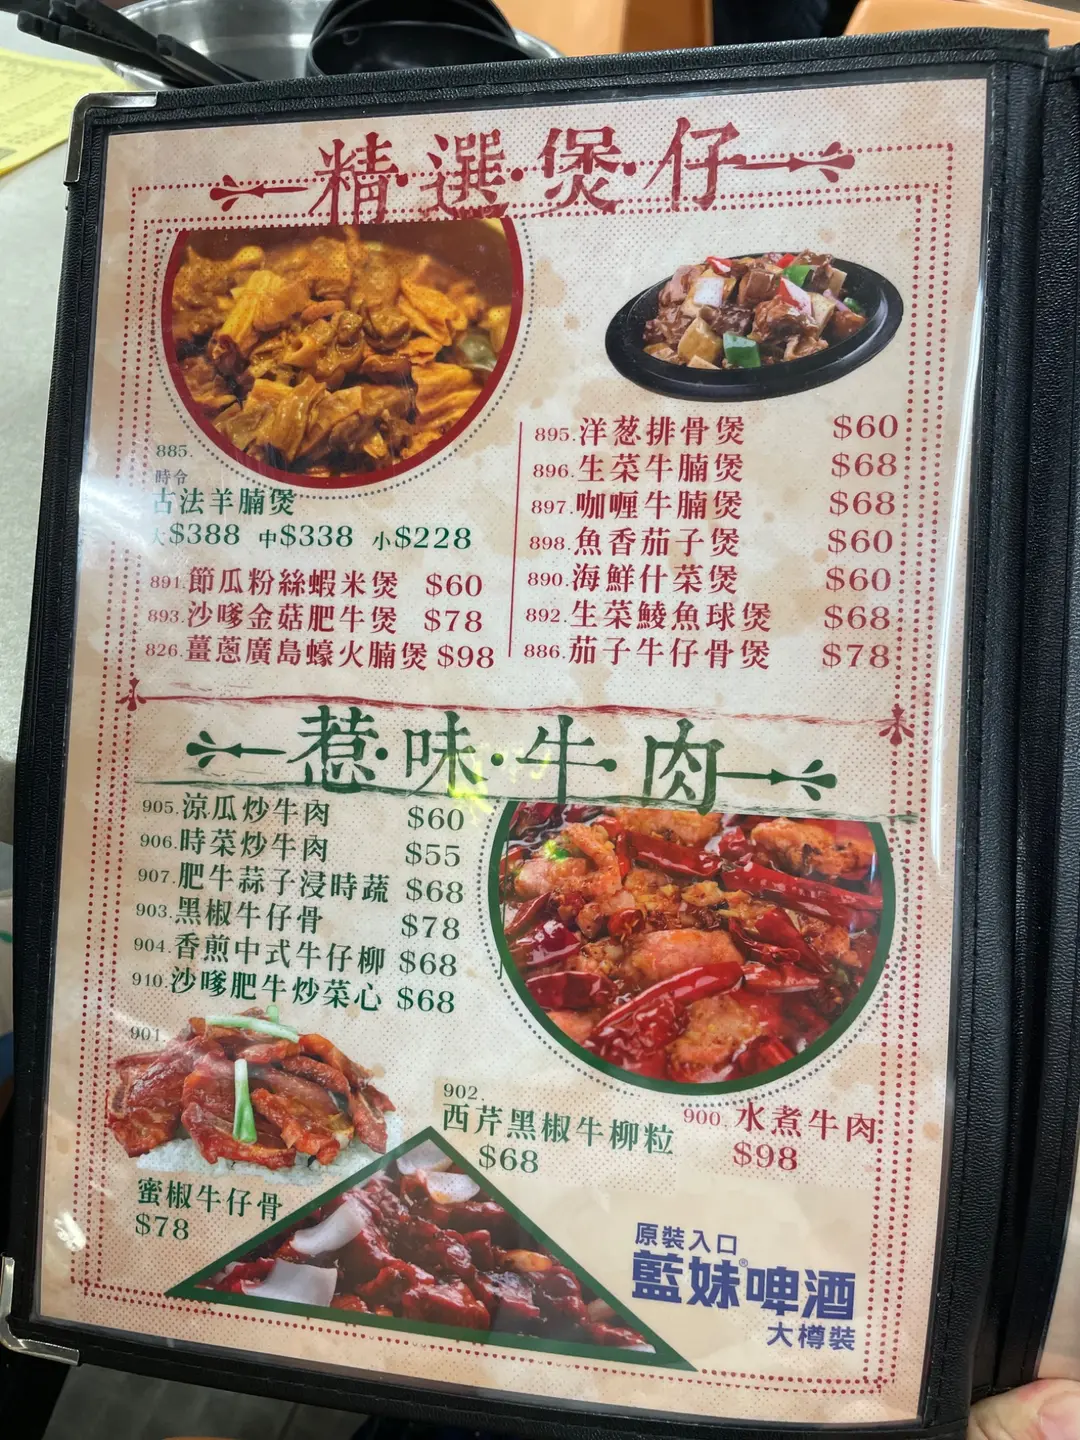 精·選·煲·仔
885.
時令
古法羊腩煲
大$388 中$338 小$228
891.節瓜粉絲蝦米煲 $60
893.沙嗲金菇肥牛煲 $78
826.薑蔥廣島蠔火腩煲 $98
895.洋葱排骨煲 $60
896.生菜牛腩煲 $68
897.咖喱牛腩煲 $68
898.魚香茄子煲 $60
890.海鮮什菜煲 $60
892.生菜鯪魚球煲 $68
886.茄子牛仔骨煲 $78
惹·味·牛·肉
905.涼瓜炒牛肉 $60
906.時菜炒牛肉 $55
907.肥牛蒜子浸時蔬 $68
903.黑椒牛仔骨 $78
904.香煎中式牛仔柳 $68
910.沙嗲肥牛炒菜心 $68
901.
蜜椒牛仔骨
$78
902.
西芹黑椒牛柳粒
$68
900.水煮牛肉
$98
原裝入口
藍妹®啤酒
大樽裝